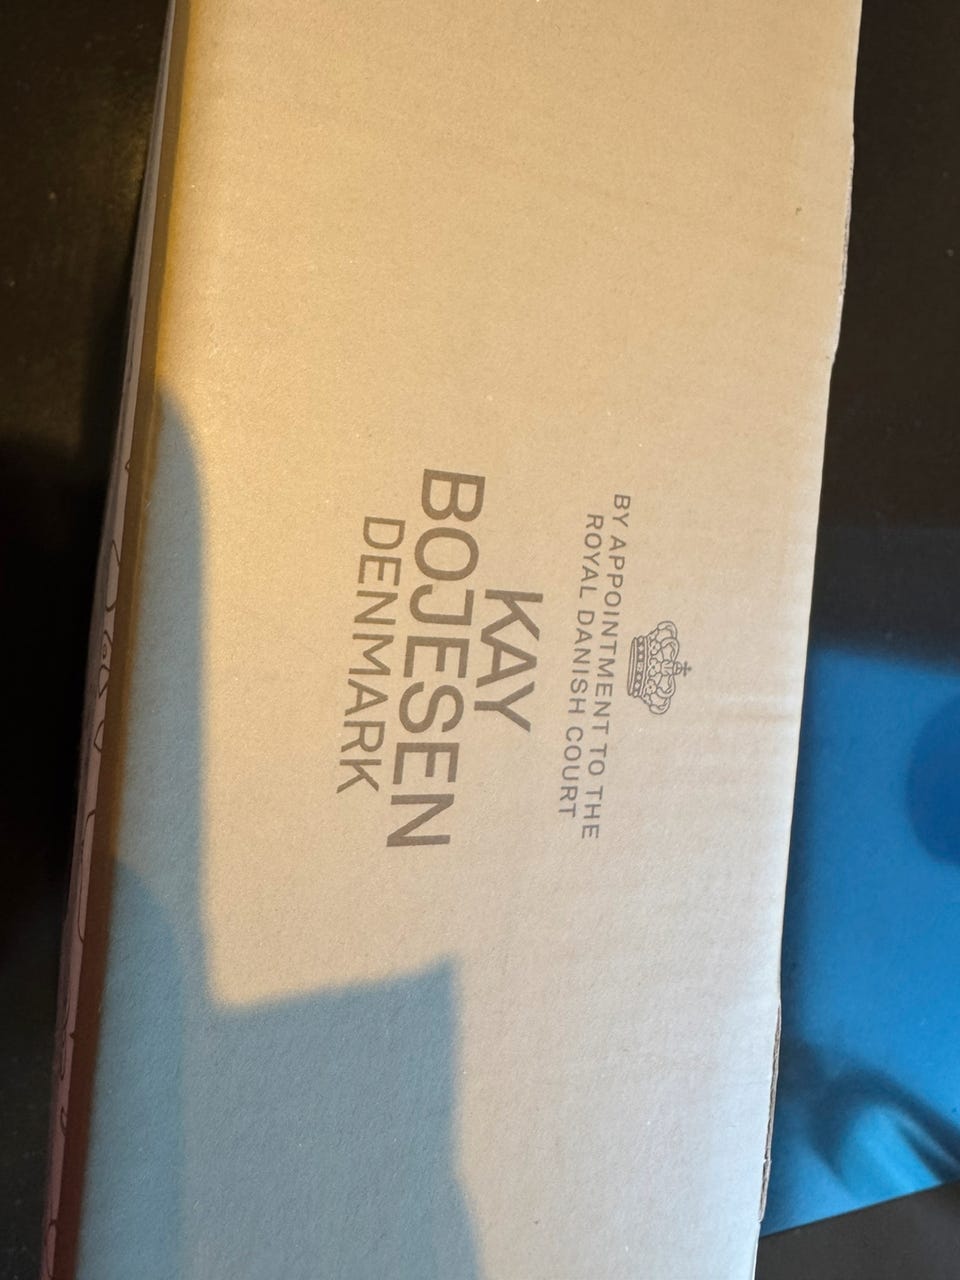 BY APPOINTMENT TO THE
ROYAL DANISH COURT
KAY
BOJESEN
DENMARK